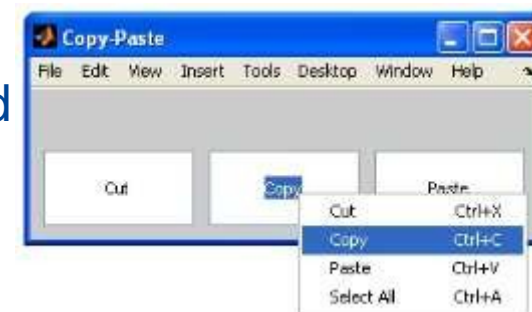 Copy-Paste
File Edit View Insert Tools Desktop Window Help
d
Cut Copy Paste
Cut Ctrl+X
Copy Ctrl+C
Paste Ctrl+V
Select All Ctrl+A